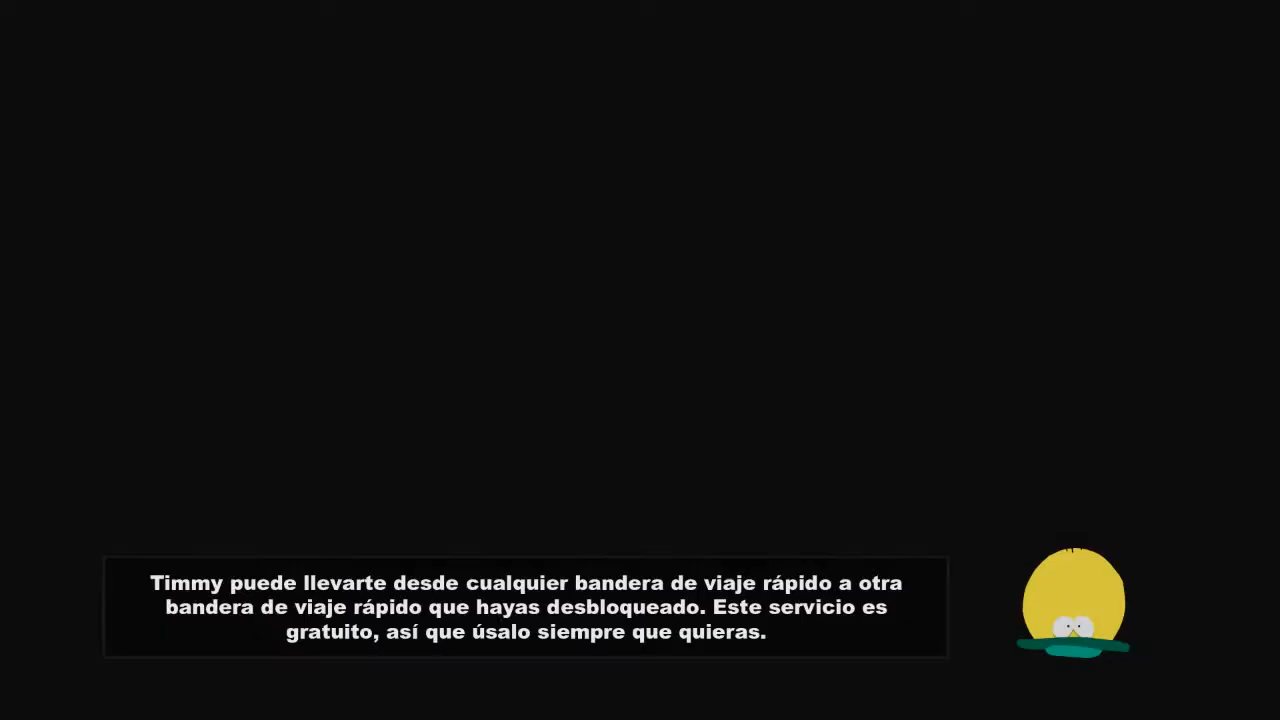 Timmy puede llevarte desde cualquier bandera de viaje rápido a otra
bandera de viaje rápido que hayas desbloqueado. Este servicio es
gratuito, así que úsalo siempre que quieras.